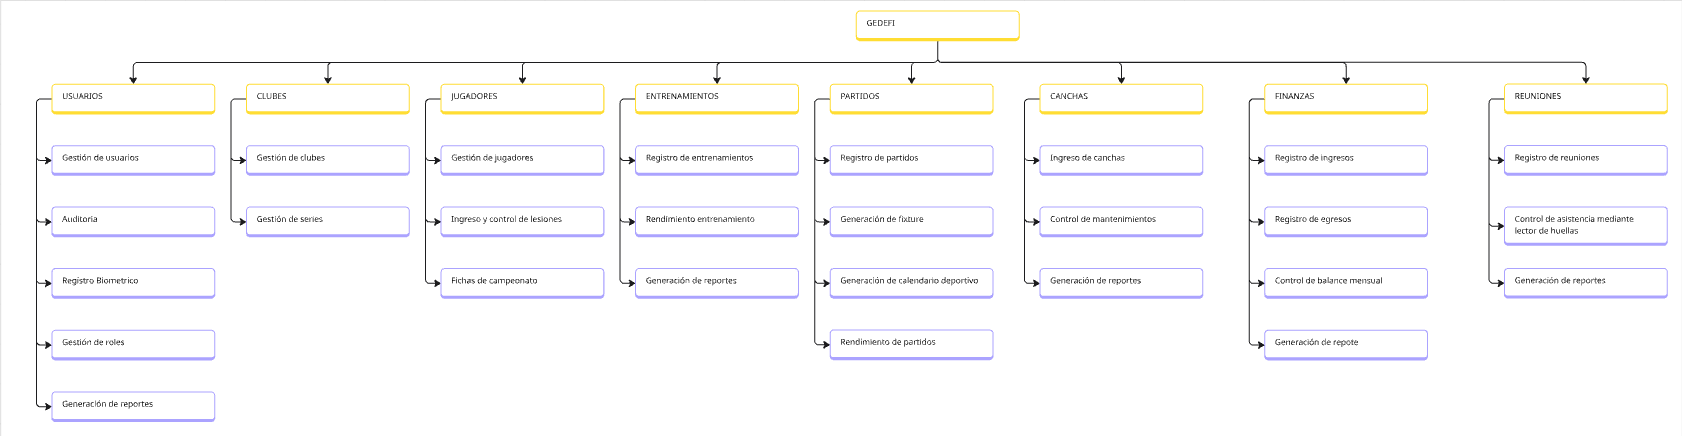 GEDEFI
USUARIOS
Gestión de usuarios
Auditoria
Registro Biometrico
Gestión de roles
Generación de reportes
CLUBES
Gestión de clubes
Gestión de series
JUGADORES
Gestión de jugadores
Ingreso y control de lesiones
Fichas de campeonato
ENTRENAMIENTOS
Registro de entrenamientos
Rendimiento entrenamiento
Generación de reportes
PARTIDOS
Registro de partidos
Generación de fixture
Generación de calendario deportivo
Rendimiento de partidos
CANCHAS
Ingreso de canchas
Control de mantenimientos
Generación de reportes
FINANZAS
Registro de ingresos
Registro de egresos
Control de balance mensual
Generación de repote
REUNIONES
Registro de reuniones
Control de asistencia mediante
lector de huellas
Generación de reportes